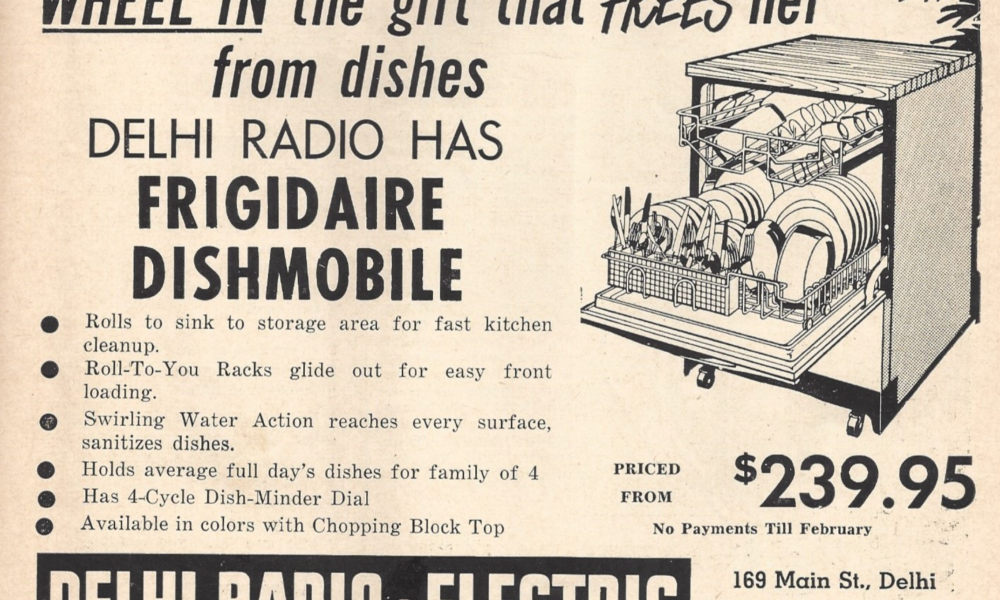 WHEEL IN the gift that FREES her
from dishes
DELHI RADIO HAS
FRIGIDAIRE
DISHMOBILE
● Rolls to sink to storage area for fast kitchen
cleanup.
● Roll-To-You Racks glide out for easy front
loading.
● Swirling Water Action reaches every surface,
sanitizes dishes.
● Holds average full day's dishes for family of 4
● Has 4-Cycle Dish-Minder Dial
● Available in colors with Chopping Block Top
PRICED
FROM
$239.95
No Payments Till February
DELHI RADIO - ELECTRIC
169 Main St., Delhi